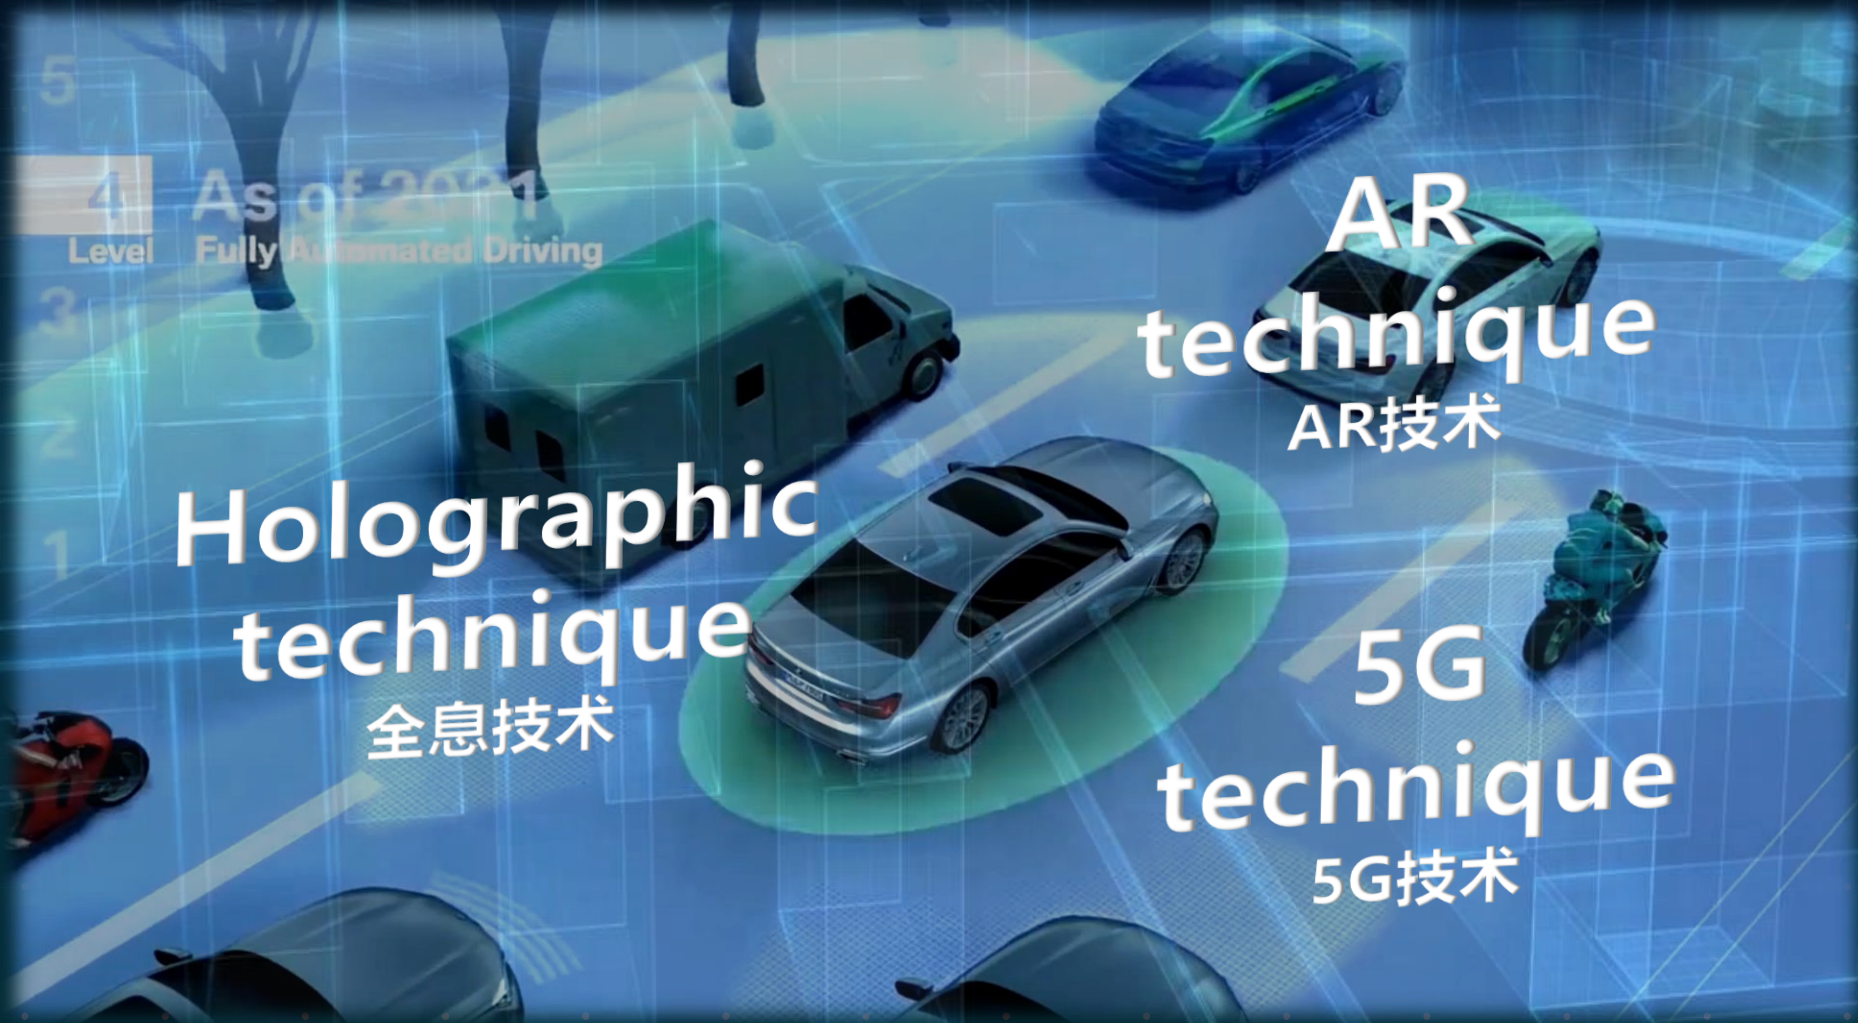 5
4 As of 2021
Level Fully Automated Driving
3
2
1
Holographic
technique
全息技术
AR
technique
AR技术
5G
technique
5G技术